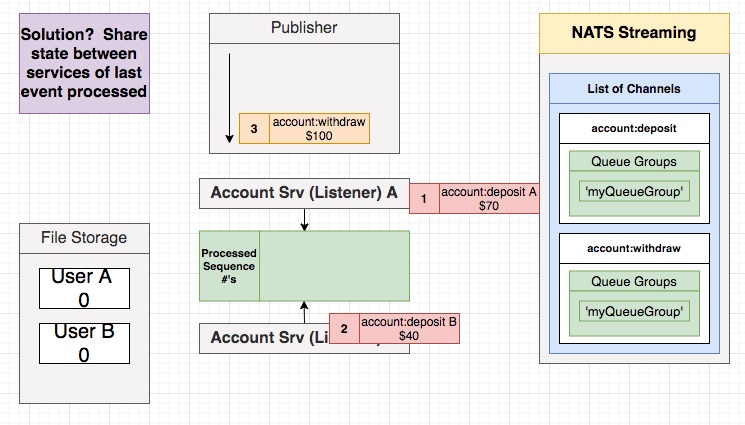 Solution? Share
state between
services of last
event processed
Publisher
3
account:withdraw
$100
NATS Streaming
List of Channels
account:deposit
Queue Groups
'myQueueGroup'
account:withdraw
Queue Groups
'myQueueGroup'
Account Srv (Listener) A
1
account:deposit A
$70
Processed
Sequence
#'s
Account Srv (Li
2
account:deposit B
$40
File Storage
User A
0
User B
0